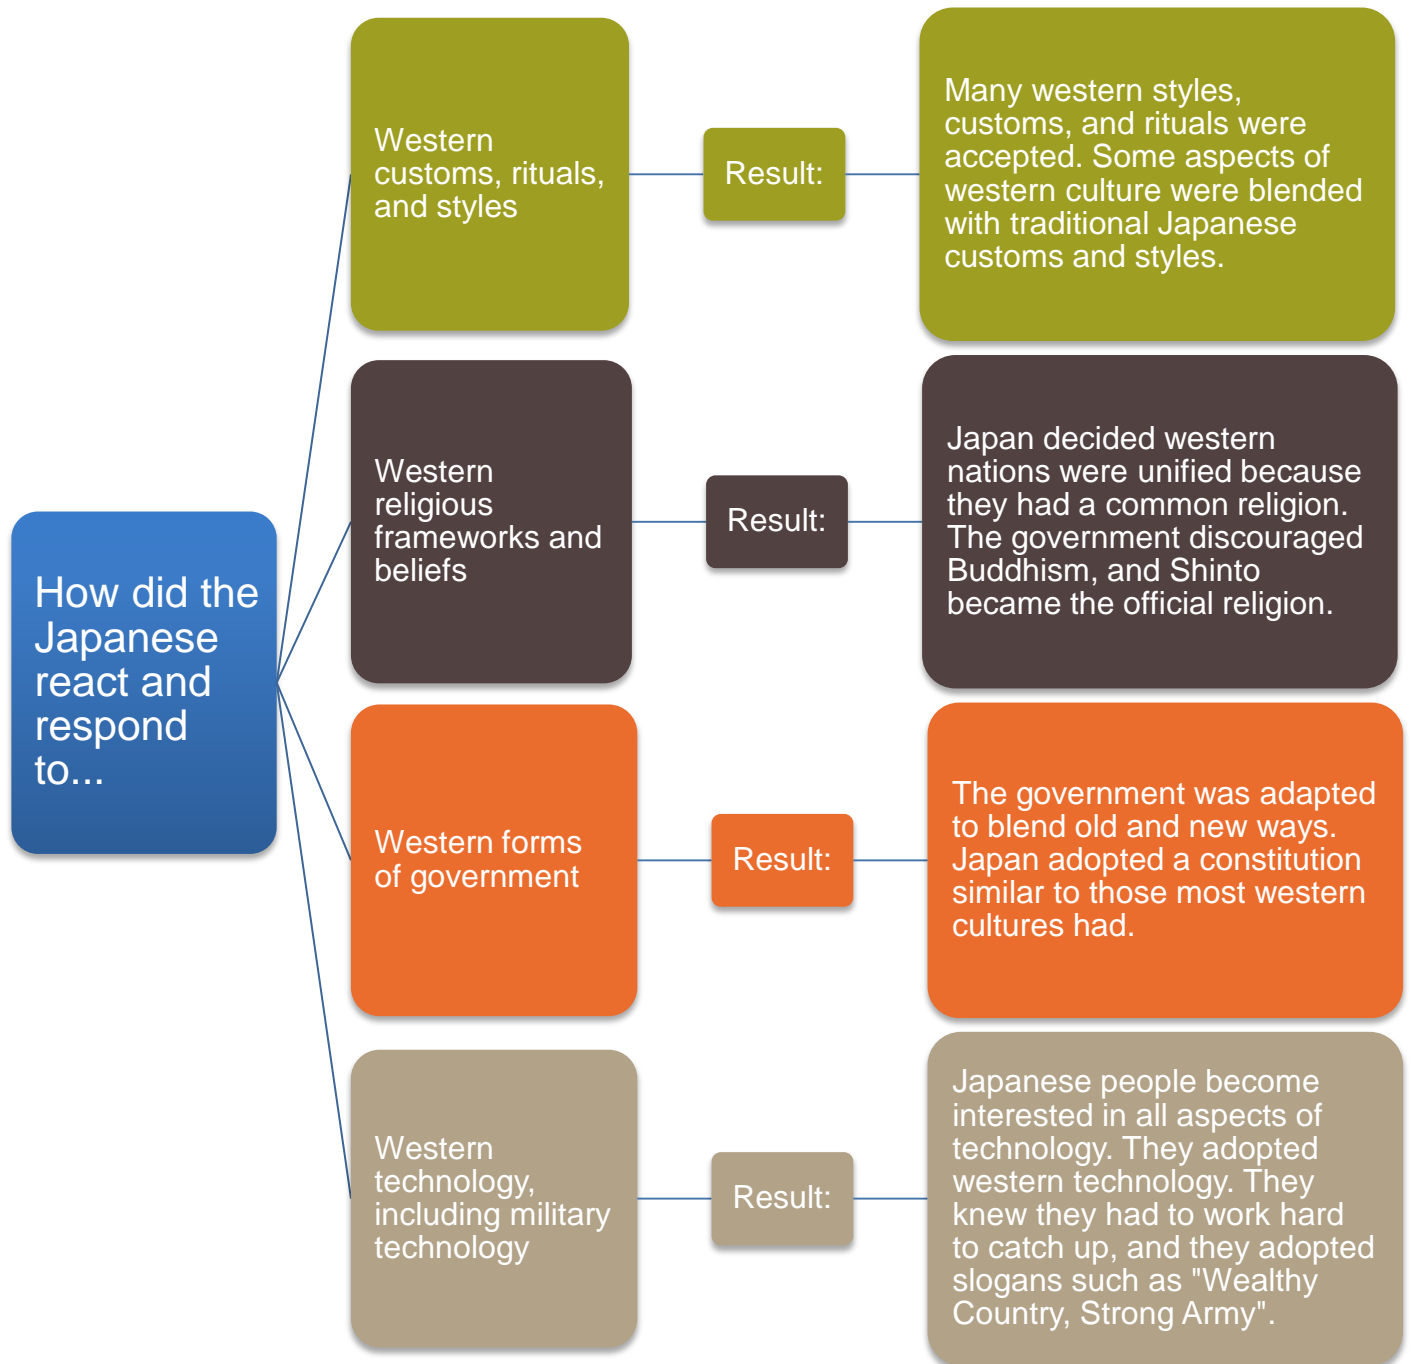 How did the
Japanese
react and
respond
to...
Western
customs, rituals,
and styles
Result:
Many western styles,
customs, and rituals were
accepted. Some aspects of
western culture were blended
with traditional Japanese
customs and styles.
Western
religious
frameworks and
beliefs
Result:
Japan decided western
nations were unified because
they had a common religion.
The government discouraged
Buddhism, and Shinto
became the official religion.
Western forms
of government
Result:
The government was adapted
to blend old and new ways.
Japan adopted a constitution
similar to those most western
cultures had.
Western
technology,
including military
technology
Result:
Japanese people become
interested in all aspects of
technology. They adopted
western technology. They
knew they had to work hard
to catch up, and they adopted
slogans such as "Wealthy
Country, Strong Army".